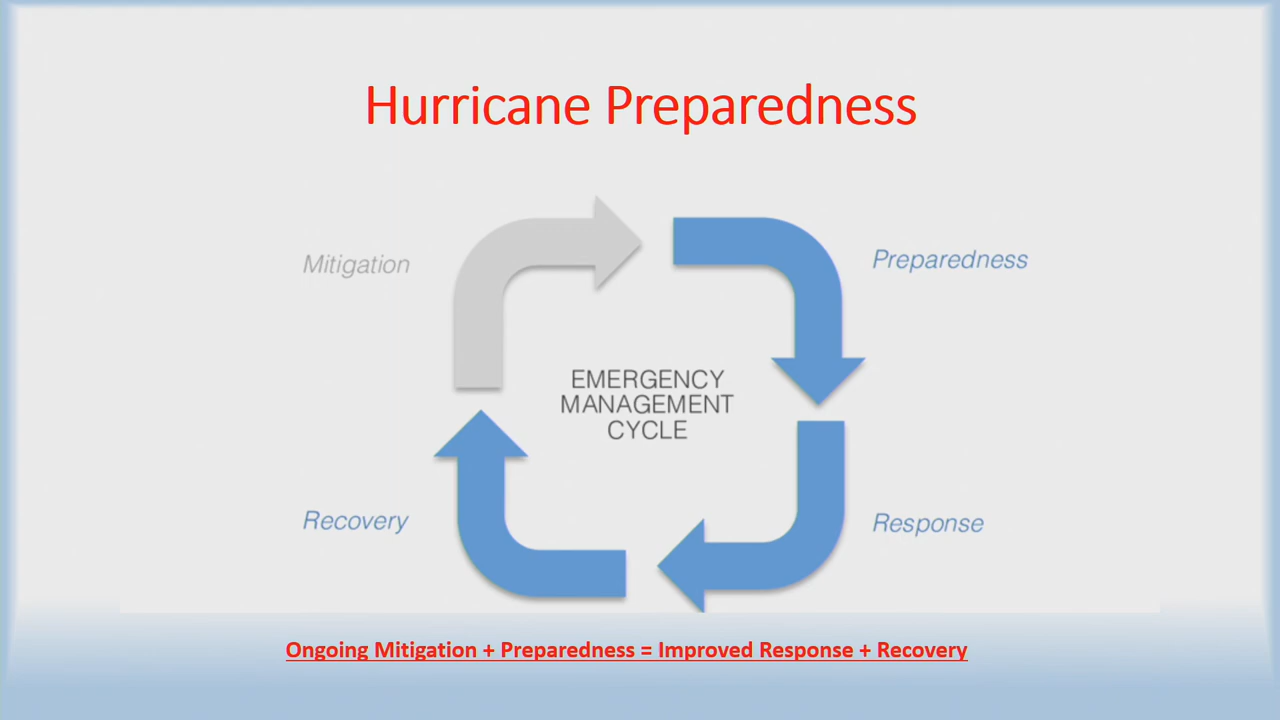 Hurricane Preparedness
Mitigation
Preparedness
EMERGENCY
MANAGEMENT
CYCLE
Recovery
Response
Ongoing Mitigation + Preparedness = Improved Response + Recovery